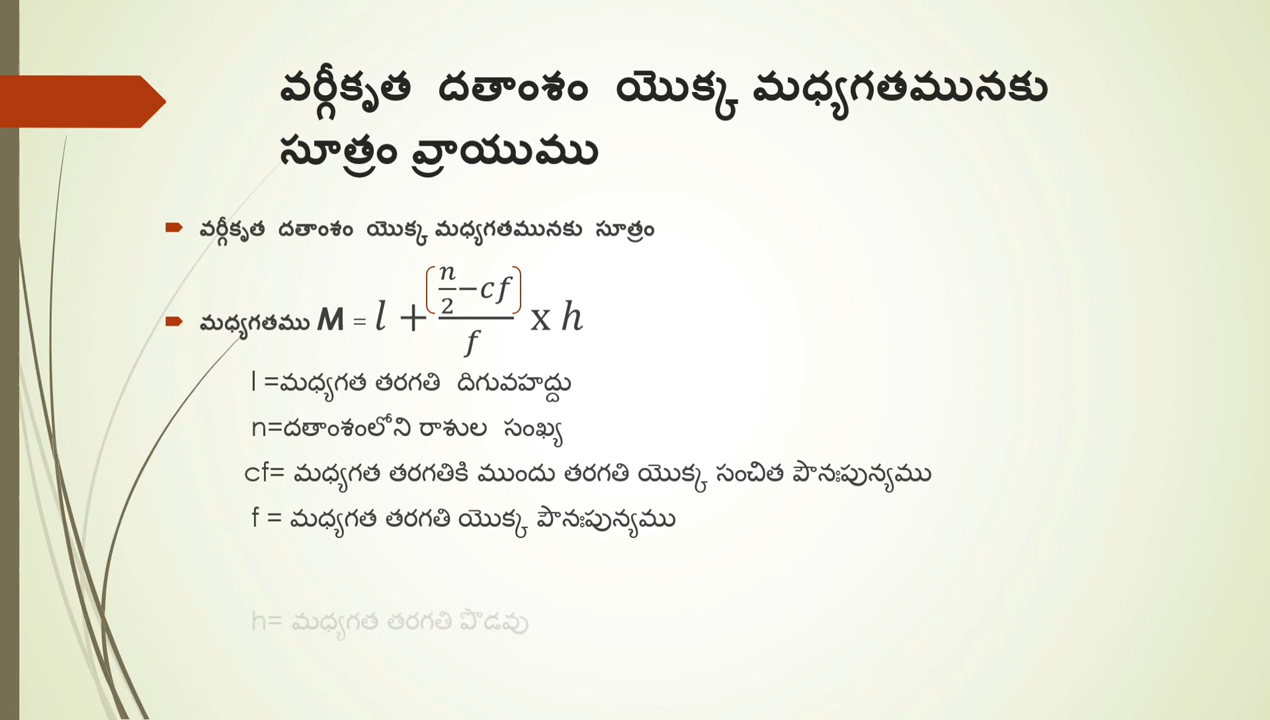 వర్గీకృత దతాంశం యొక్క మధ్యగతమునకు
సూత్రం వ్రాయుము
వర్గీకృత దతాంశం యొక్క మధ్యగతమునకు సూత్రం
మధ్యగతము M = l + (n/2 − cf)/f x h
l =మధ్యగత తరగతి దిగువహద్దు
n=దతాంశంలోని రాశుల సంఖ్య
cf= మధ్యగత తరగతికి ముందు తరగతి యొక్క సంచిత పౌనఃపున్యము
f = మధ్యగత తరగతి యొక్క పౌనఃపున్యము
h= మధ్యగత తరగతి పొడవు